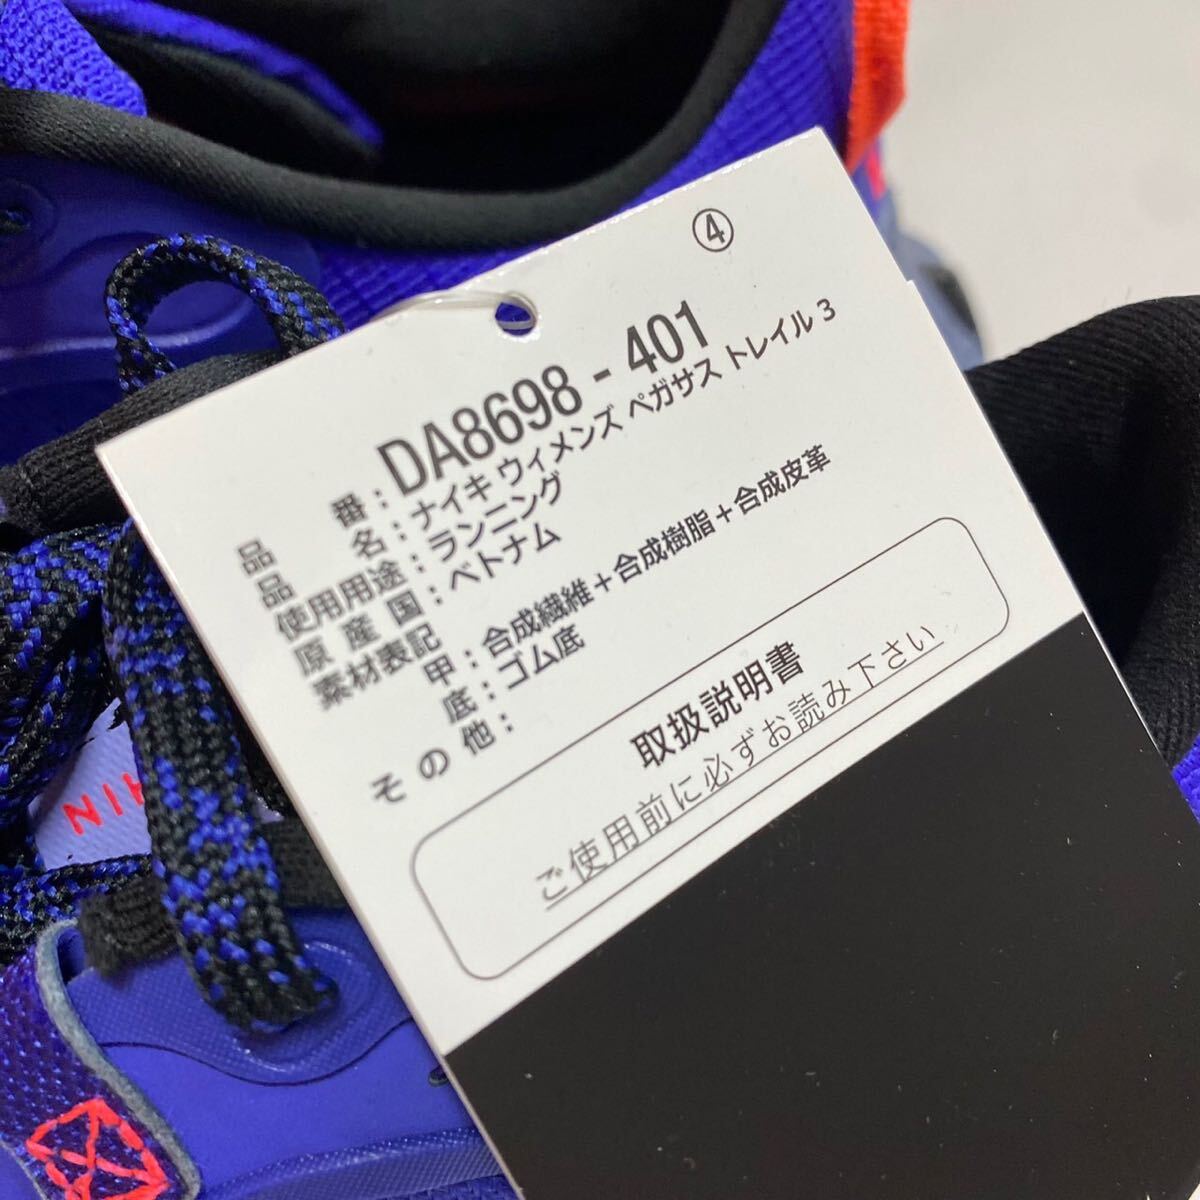 ④
品番:DA8698 - 401
品名:ナイキ ウィメンズ ペガサス トレイル 3
使用用途:ランニング
原産国:ベトナム
素材表記
甲:合成繊維+合成樹脂+合成皮革
底:ゴム底
その他:
取扱説明書
ご使用前に必ずお読み下さい